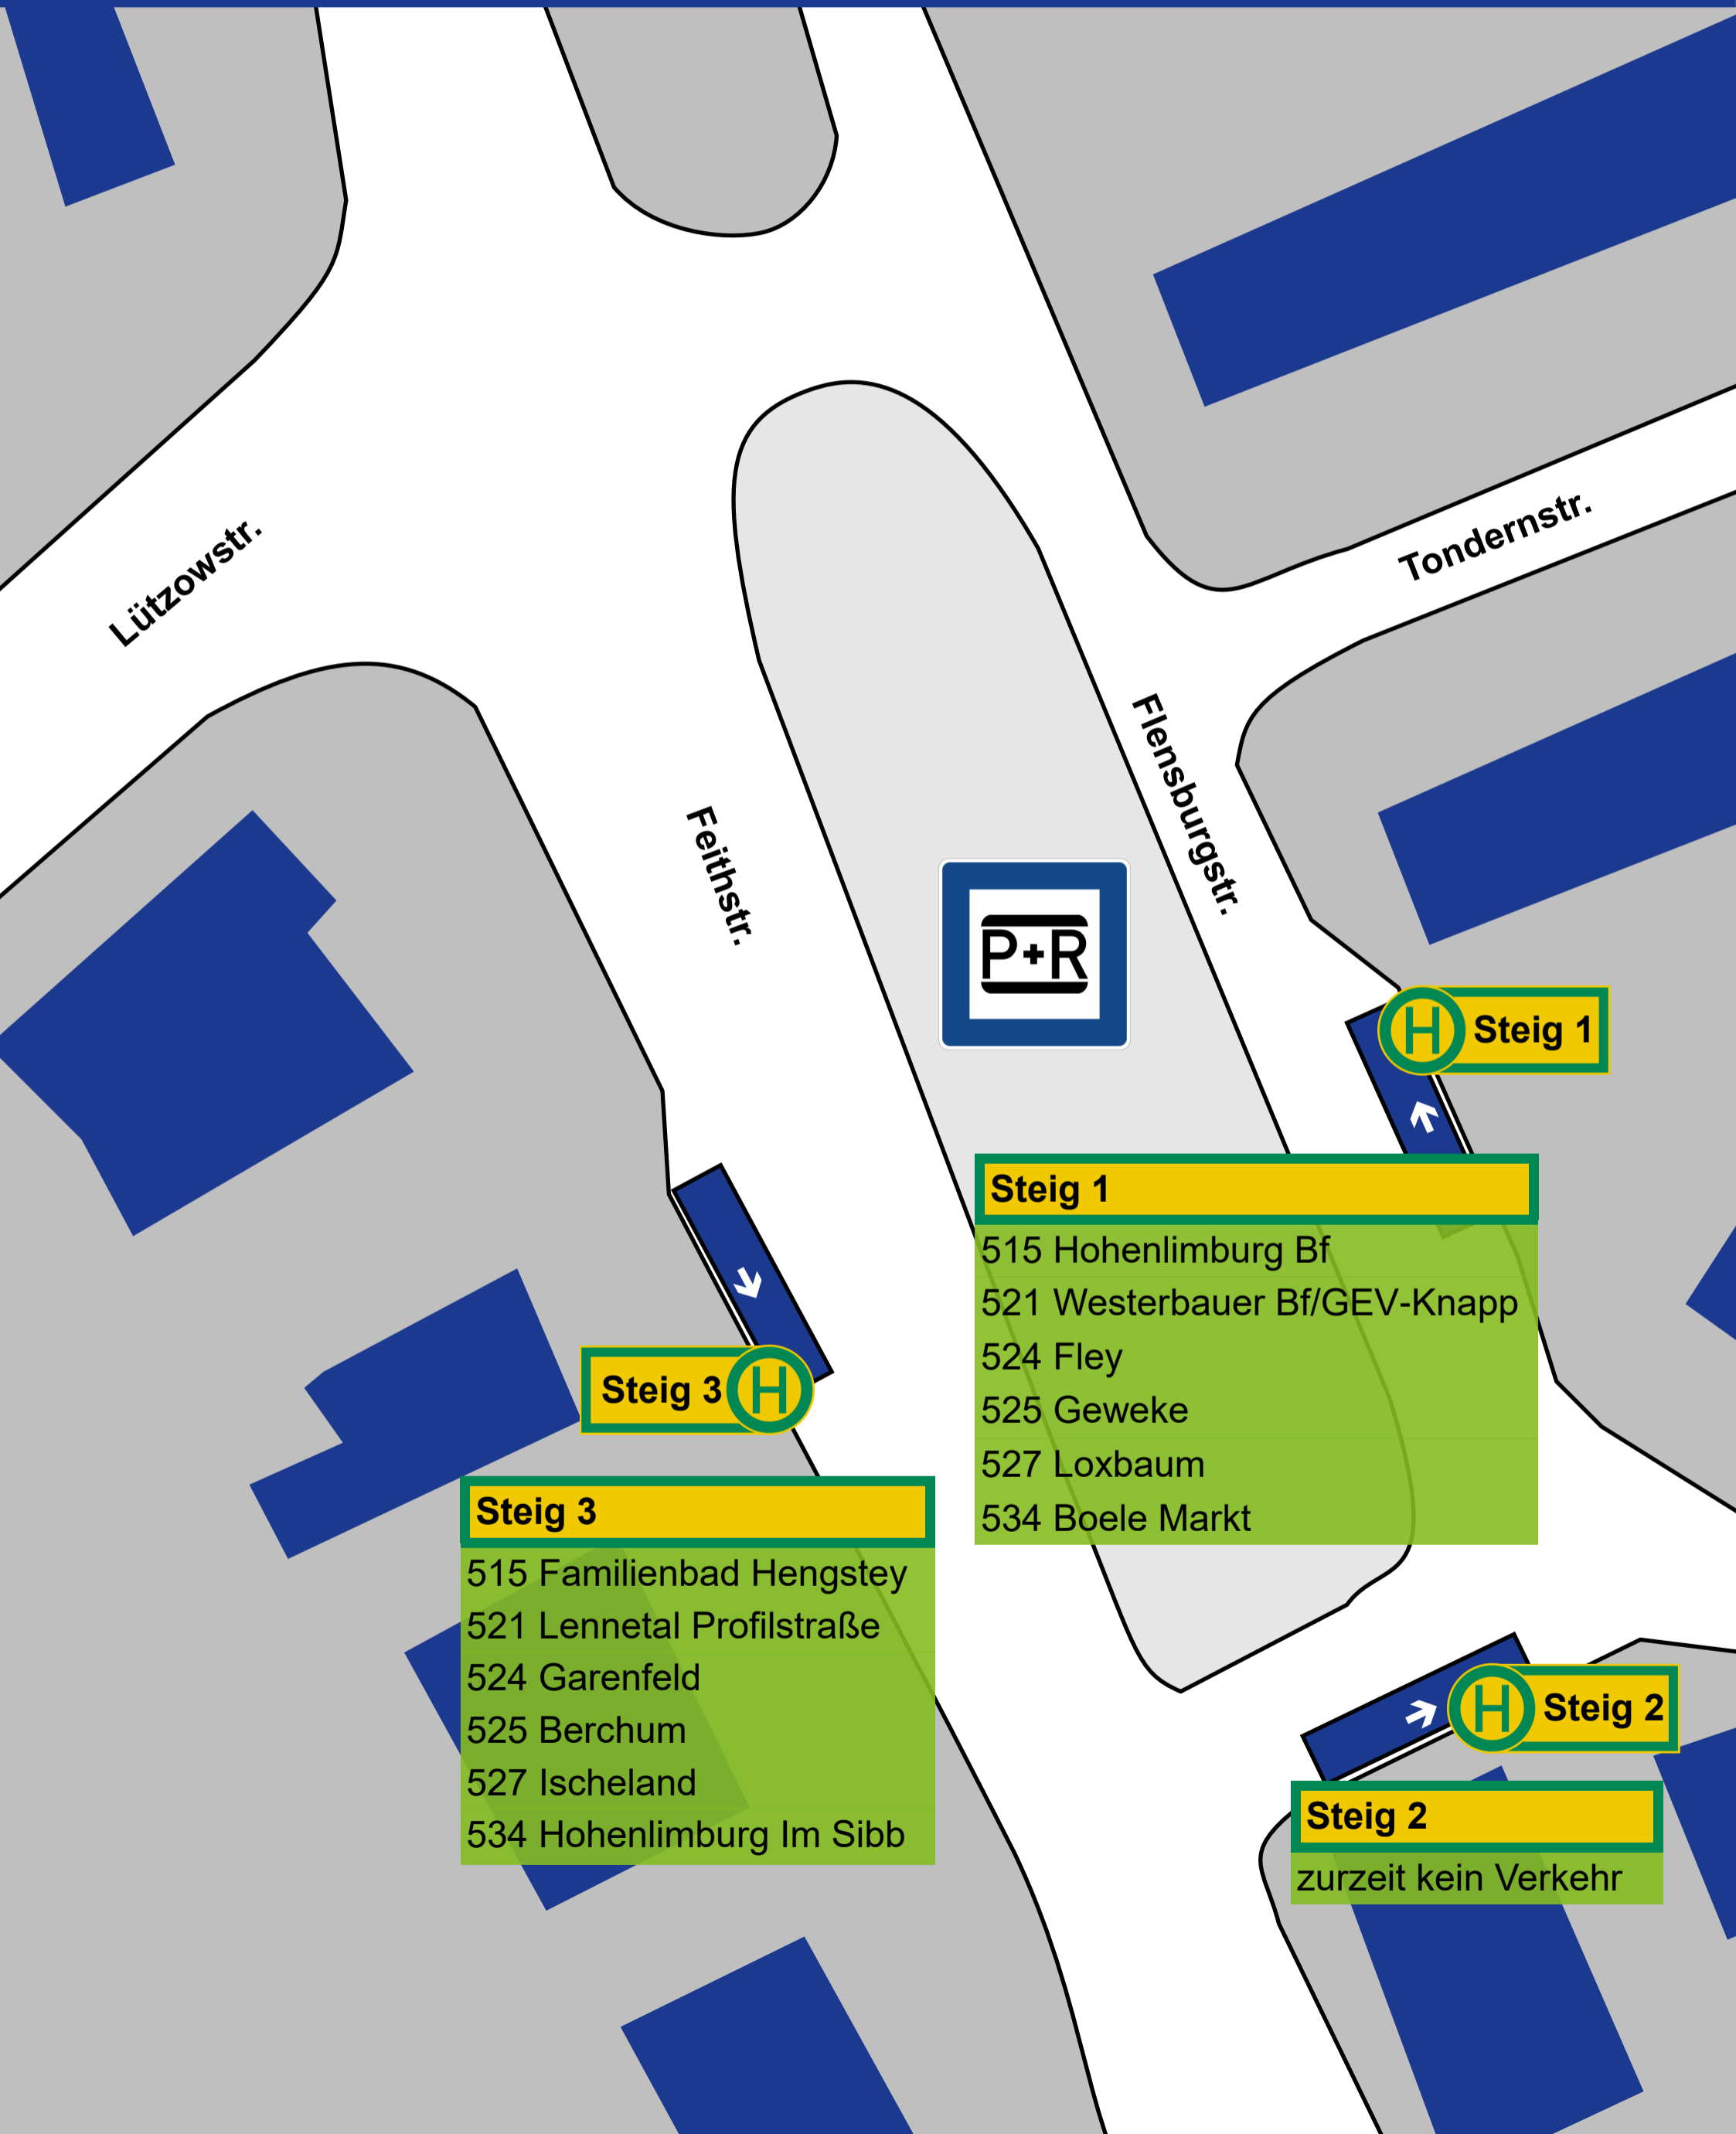 Lützowstr.
Tondernstr.
Flensburgstr.
Feithstr.
P+R
H Steig 1
Steig 1
515 Hohenlimburg Bf
521 Westerbauer Bf/GEV-Knapp
524 Fley
525 Geweke
527 Loxbaum
534 Boele Markt
Steig 3 H
Steig 3
515 Familienbad Hengstey
521 Lennetal Profilstraße
524 Garenfeld
525 Berchum
527 Ischeland
534 Hohenlimburg Im Sibb
H Steig 2
Steig 2
zurzeit kein Verkehr